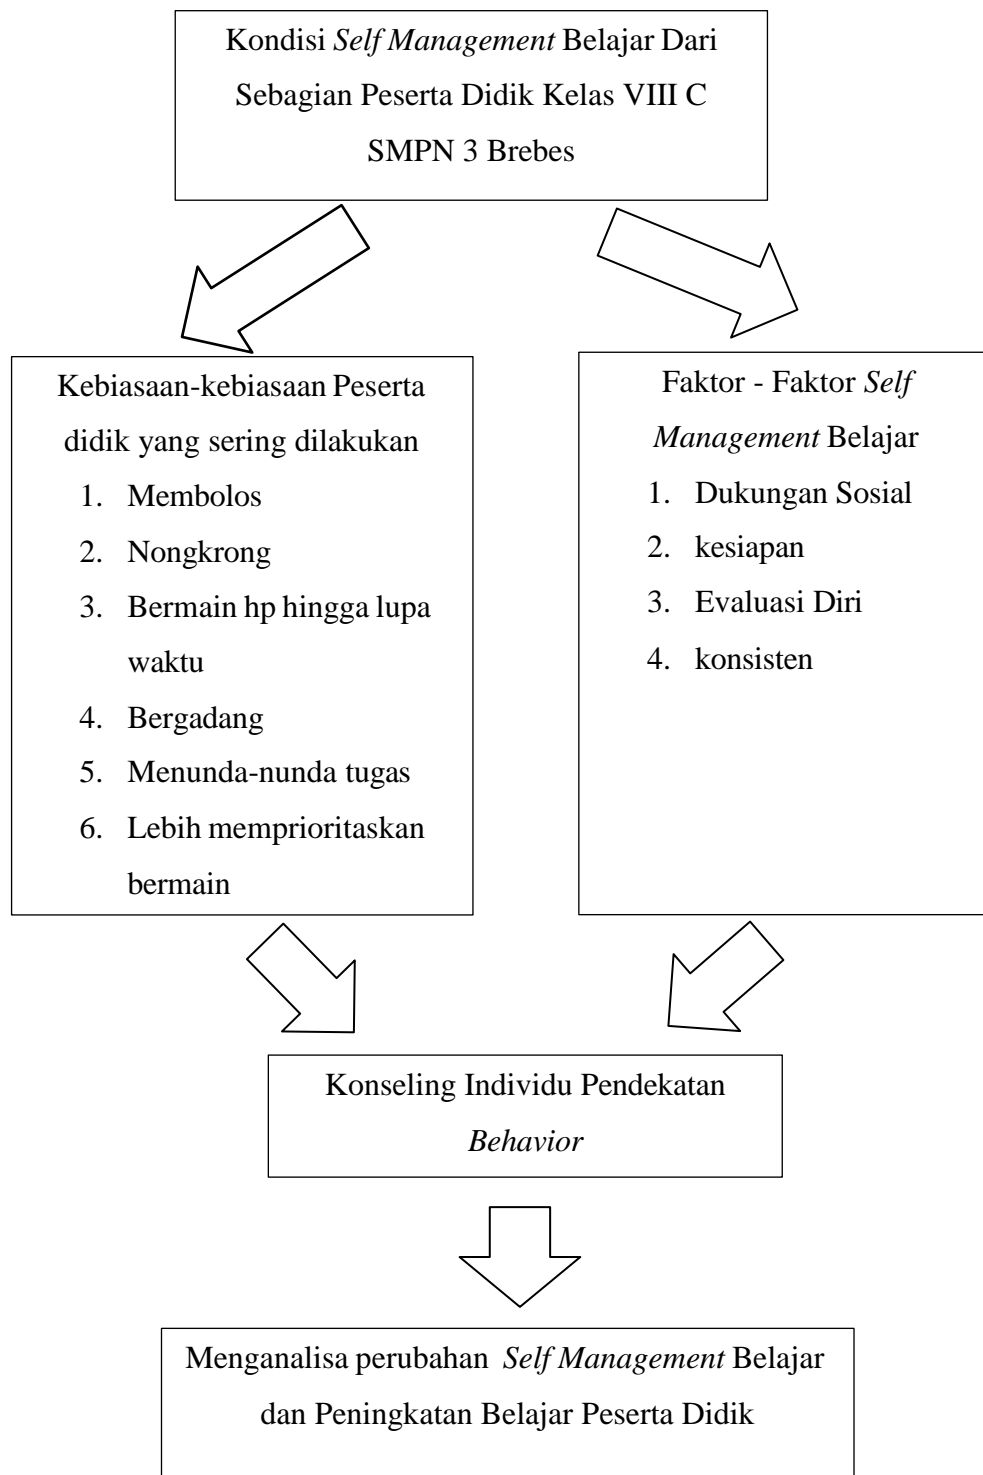 Kondisi Self Management Belajar Dari
Sebagian Peserta Didik Kelas VIII C
SMPN 3 Brebes
Kebiasaan-kebiasaan Peserta
didik yang sering dilakukan
1. Membolos
2. Nongkrong
3. Bermain hp hingga lupa
waktu
4. Bergadang
5. Menunda-nunda tugas
6. Lebih memprioritaskan
bermain
Faktor - Faktor Self
Management Belajar
1. Dukungan Sosial
2. kesiapan
3. Evaluasi Diri
4. konsisten
Konseling Individu Pendekatan
Behavior
Menganalisa perubahan Self Management Belajar
dan Peningkatan Belajar Peserta Didik